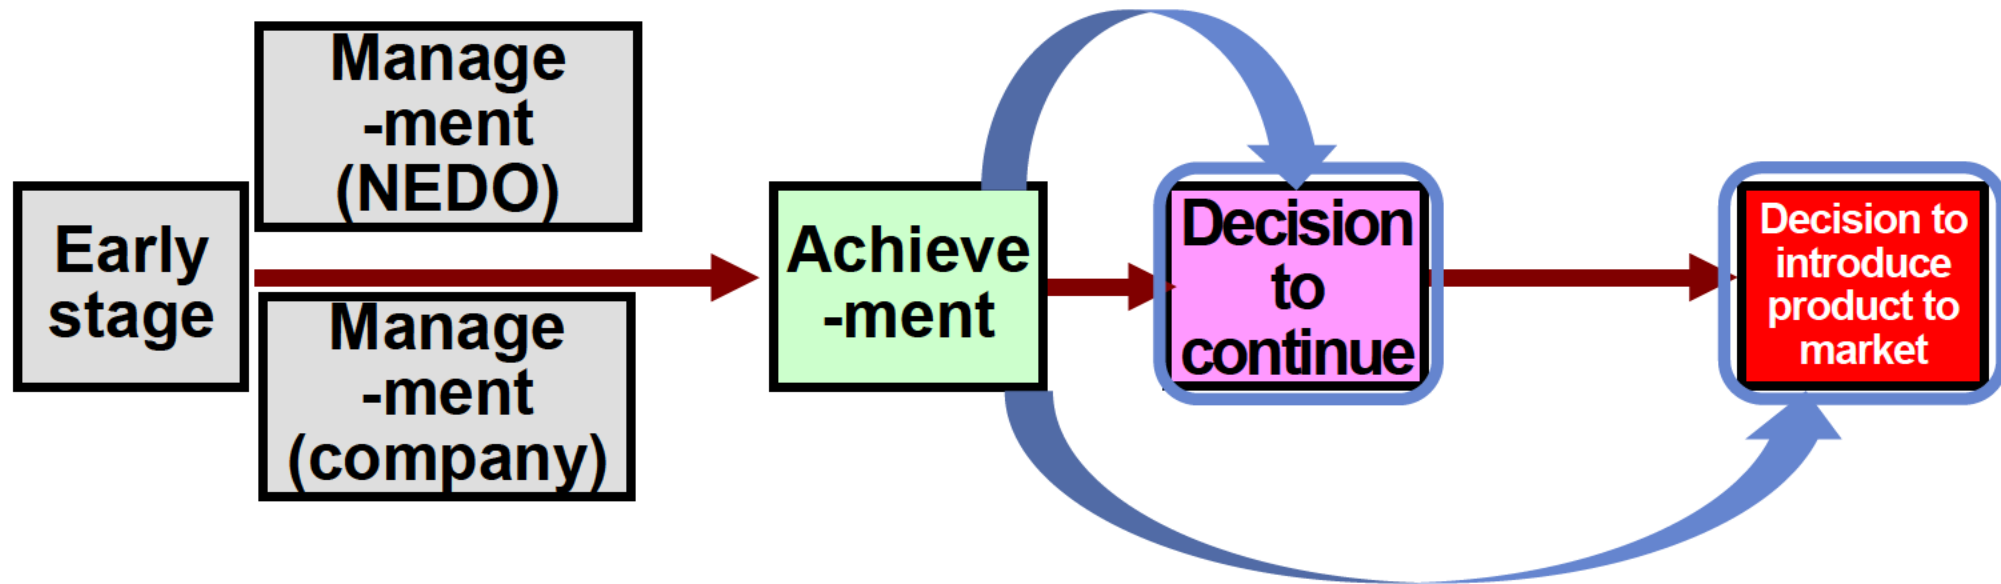 Early
stage
Manage
-ment
(NEDO)
Manage
-ment
(company)
Achieve
-ment
Decision
to
continue
Decision to
introduce
product to
market